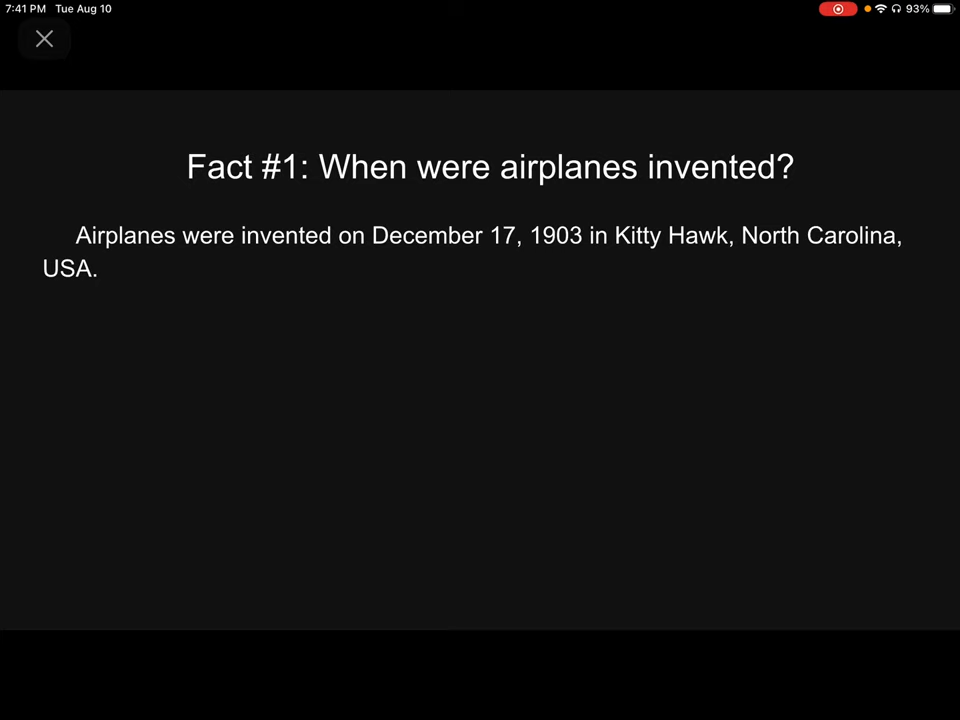 7:41 PM Tue Aug 10
93%
Fact #1: When were airplanes invented?
Airplanes were invented on December 17, 1903 in Kitty Hawk, North Carolina,
USA.